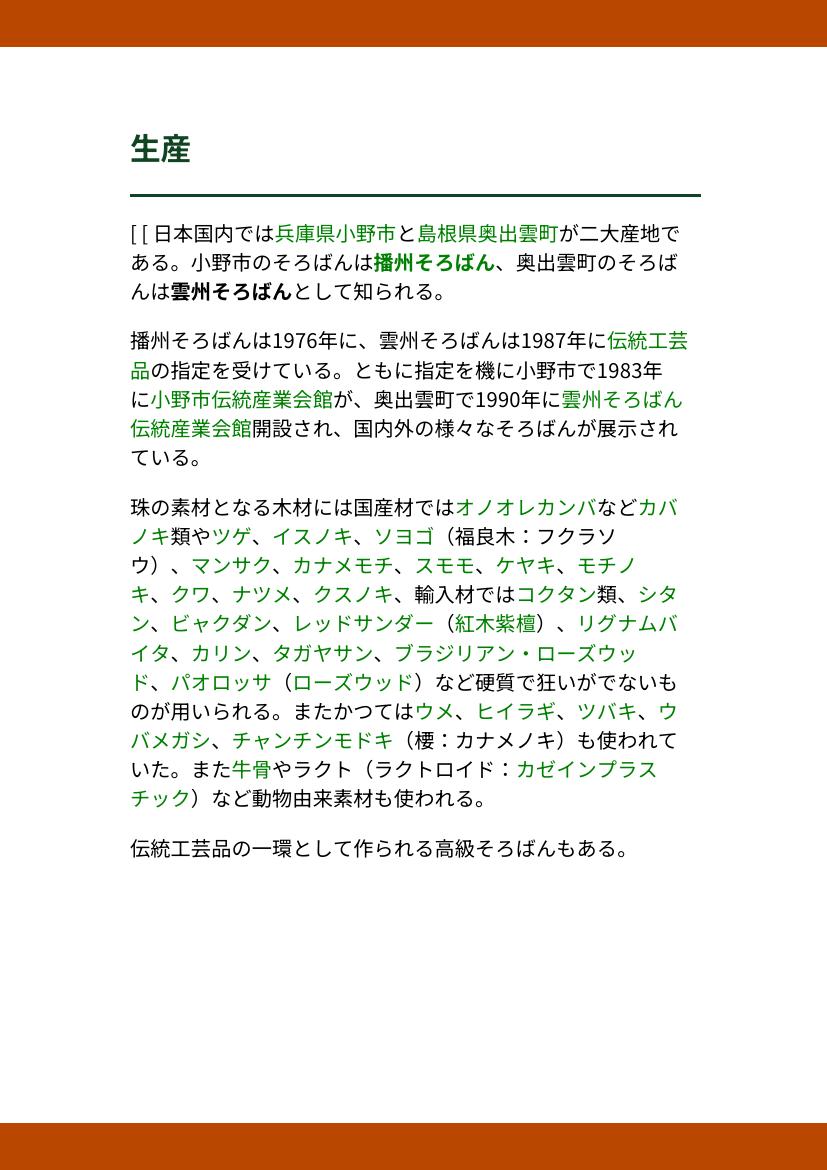 生産
[ [ 日本国内では兵庫県小野市と島根県奥出雲町が二大産地で
ある。小野市のそろばんは播州そろばん、奥出雲町のそろば
んは雲州そろばんとして知られる。
播州そろばんは1976年に、雲州そろばんは1987年に伝統工芸
品の指定を受けている。ともに指定を機に小野市で1983年
に小野市伝統産業会館が、奥出雲町で1990年に雲州そろばん
伝統産業会館開設され、国内外の様々なそろばんが展示され
ている。
珠の素材となる木材には国産材ではオノオレカンバなどカバ
ノキ類やツゲ、イスノキ、ソヨゴ（福良木：フクラソ
ウ）、マンサク、カナメモチ、スモモ、ケヤキ、モチノ
キ、クワ、ナツメ、クスノキ、輸入材ではコクタン類、シタ
ン、ビャクダン、レッドサンダー（紅木紫檀）、リグナムバ
イタ、カリン、タガヤサン、ブラジリアン・ローズウッ
ド、パオロッサ（ローズウッド）など硬質で狂いがでないも
のが用いられる。またかつてはウメ、ヒイラギ、ツバキ、ウ
バメガシ、チャンチンモドキ（櫻：カナメノキ）も使われて
いた。また牛骨やラクト（ラクトロイド：カゼインプラス
チック）など動物由来素材も使われる。
伝統工芸品の一環として作られる高級そろばんもある。